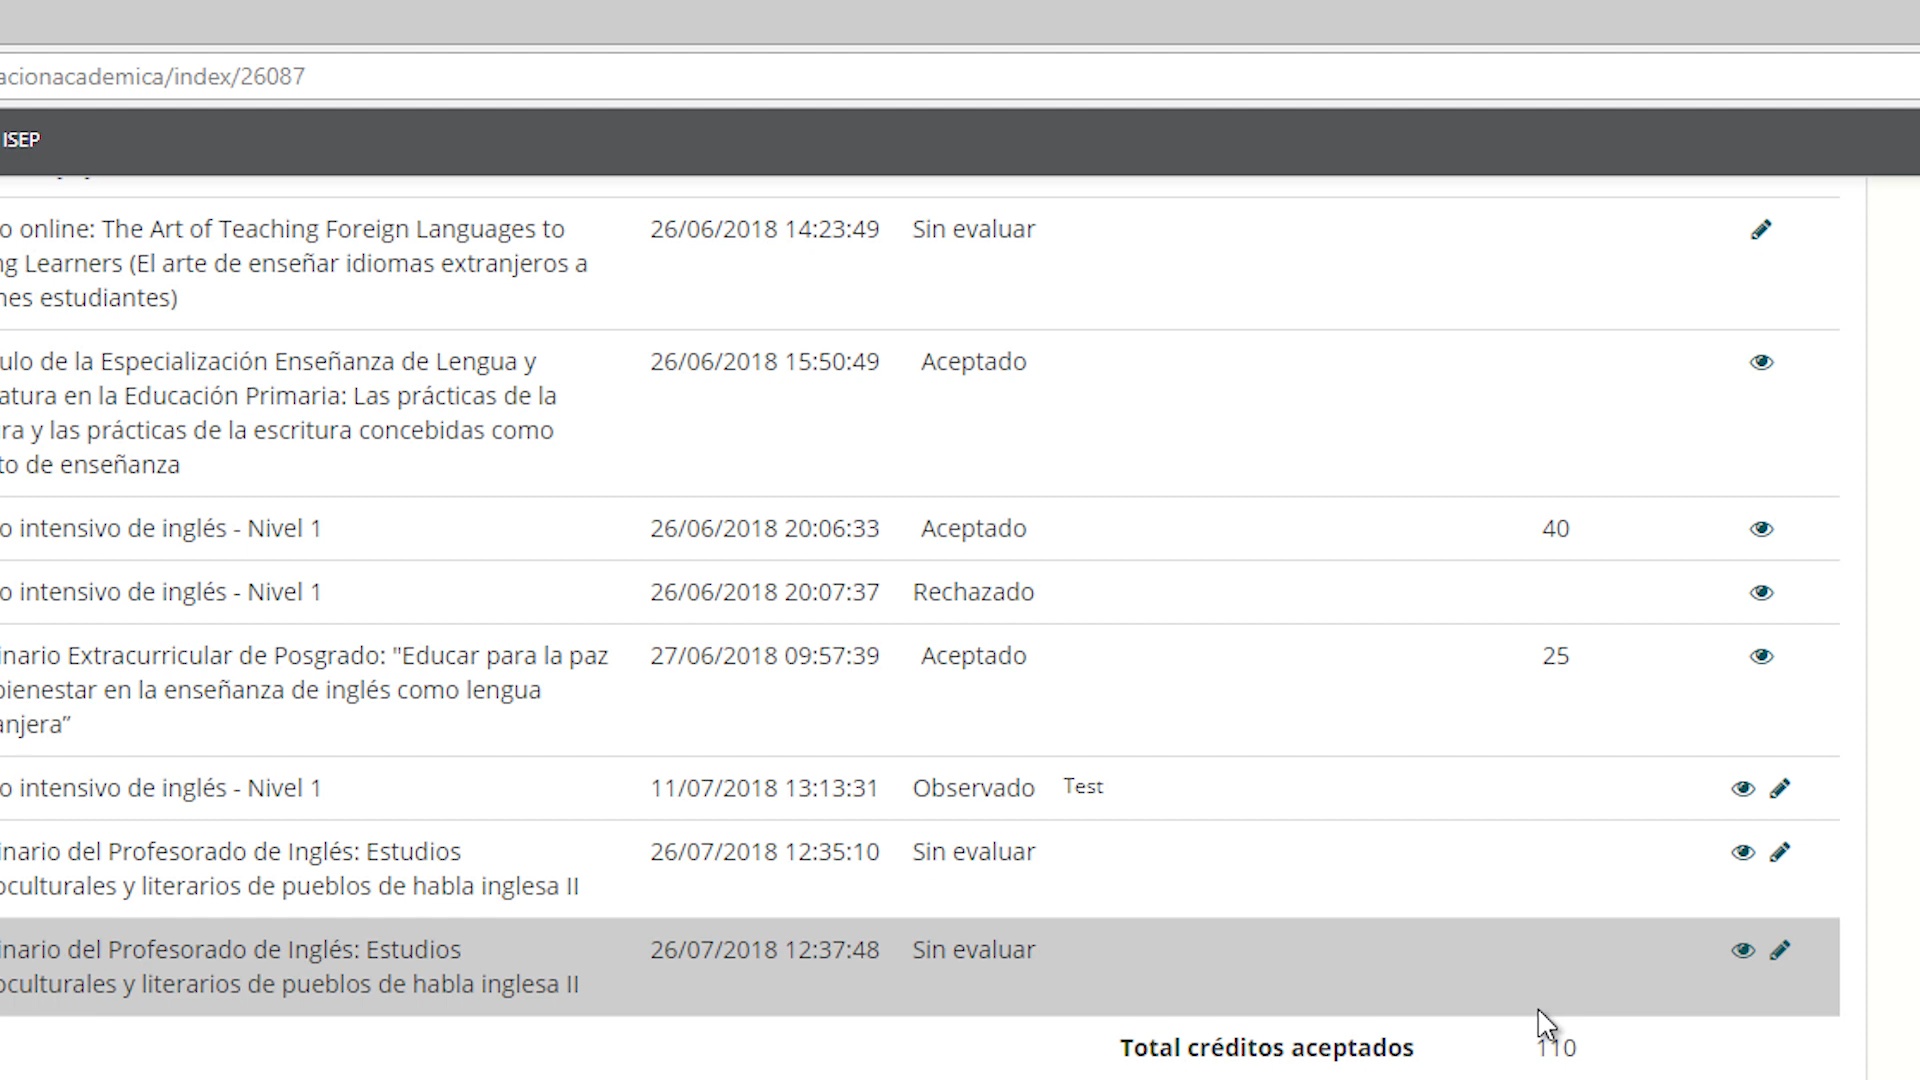 acionacademica/index/26087
ISEP
o online: The Art of Teaching Foreign Languages to 26/06/2018 14:23:49 Sin evaluar
ng Learners (El arte de enseñar idiomas extranjeros a
nes estudiantes)
ulo de la Especialización Enseñanza de Lengua y 26/06/2018 15:50:49 Aceptado
atura en la Educación Primaria: Las prácticas de la
ra y las prácticas de la escritura concebidas como
to de enseñanza
o intensivo de inglés - Nivel 1 26/06/2018 20:06:33 Aceptado 40
o intensivo de inglés - Nivel 1 26/06/2018 20:07:37 Rechazado
inario Extracurricular de Posgrado: "Educar para la paz 27/06/2018 09:57:39 Aceptado 25
bienestar en la enseñanza de inglés como lengua
anjera”
o intensivo de inglés - Nivel 1 11/07/2018 13:13:31 Observado Test
inario del Profesorado de Inglés: Estudios 26/07/2018 12:35:10 Sin evaluar
oculturales y literarios de pueblos de habla inglesa II
inario del Profesorado de Inglés: Estudios 26/07/2018 12:37:48 Sin evaluar
oculturales y literarios de pueblos de habla inglesa II
Total créditos aceptados 110